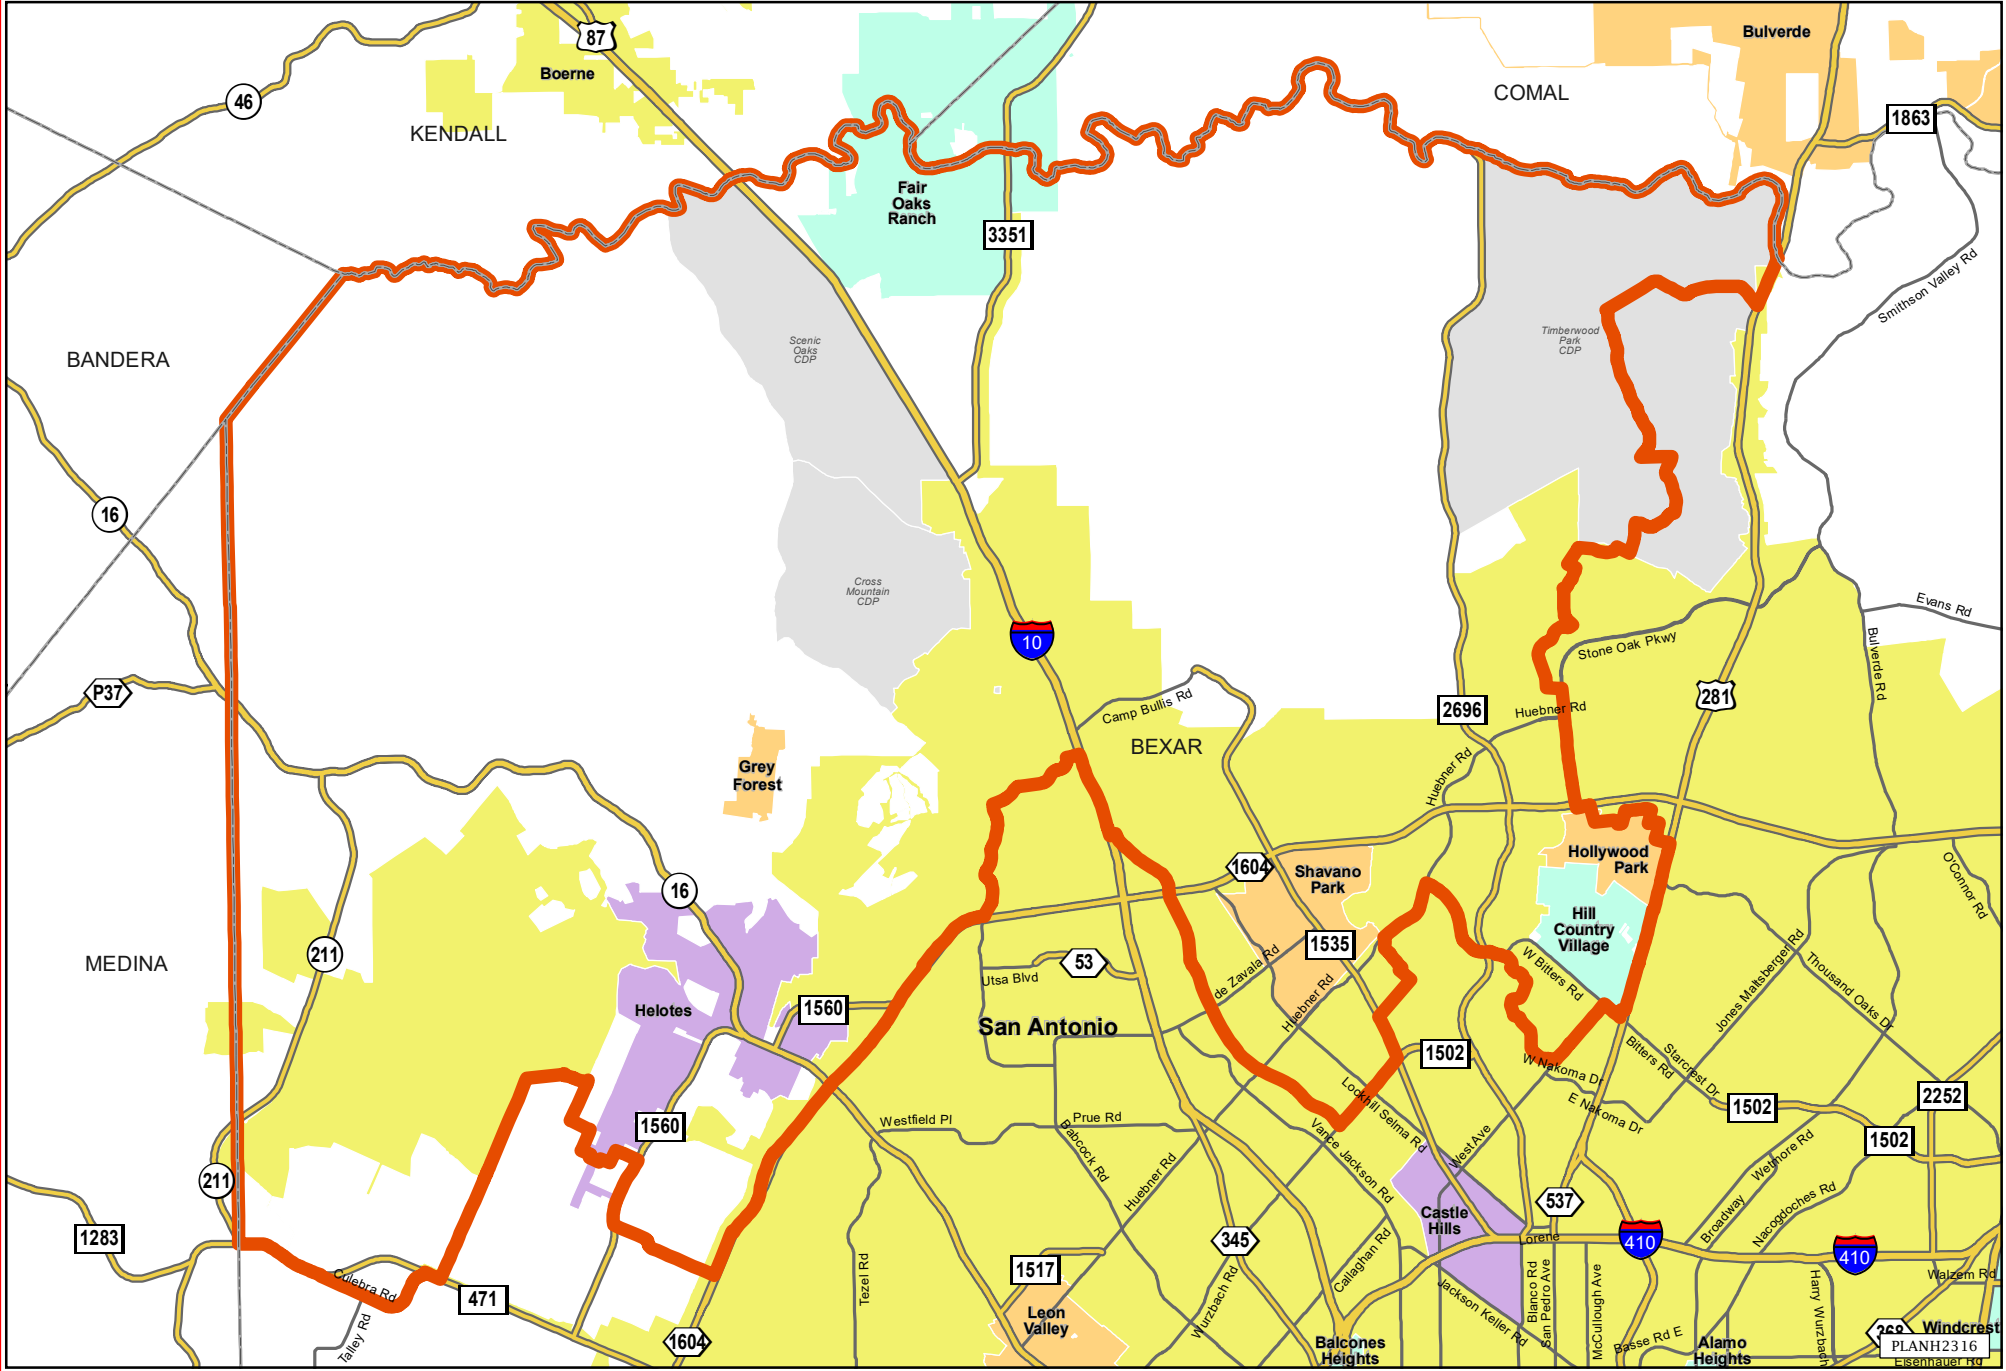 Bulverde
87
Boerne
COMAL
46
1863
KENDALL
Fair
Oaks
Ranch
3351
Smithson Valley Rd
Scenic
Oaks
CDP
Timberwood
Park
CDP
BANDERA
16
Cross
Mountain
CDP
Evans Rd
10
Stone Oak Pkwy
Bulverde Rd
P37
Camp Bullis Rd
2696
Huebner Rd
281
BEXAR
Grey
Forest
Huebner Rd
Hollywood
Park
1604
Shavano
Park
O'Connor Rd
16
Hill
Country
Village
211
1535
W Bitters Rd
Jones Maltsberger Rd
Thousand Oaks Dr
MEDINA
53
Utsa Blvd
de Zavala Rd
Huebner Rd
Helotes
1560
San Antonio
1502
W Nakoma Dr
Bitters Rd
Starcrest Dr
Lockhill Selma Rd
2252
1502
E Nakoma Dr
Westfield Pl
Prue Rd
1560
Babcock Rd
Vance Jackson Rd
West Ave
Wetmore Rd
1502
Huebner Rd
211
Castle
Hills
537
Broadway
Nacogdoches Rd
1283
345
Lorene
410
410
Culebra Rd
Callaghan Rd
1517
Walzem Rd
Tezel Rd
471
Wurzbach Rd
Jackson Keller Rd
Blanco Rd
San Pedro Ave
McCullough Ave
Harry Wurzbach
Leon
Valley
Talley Rd
1604
Balcones
Heights
Basse Rd E
Alamo
Heights
368
Windcrest
PLANH2316
Eisenhauer Rd